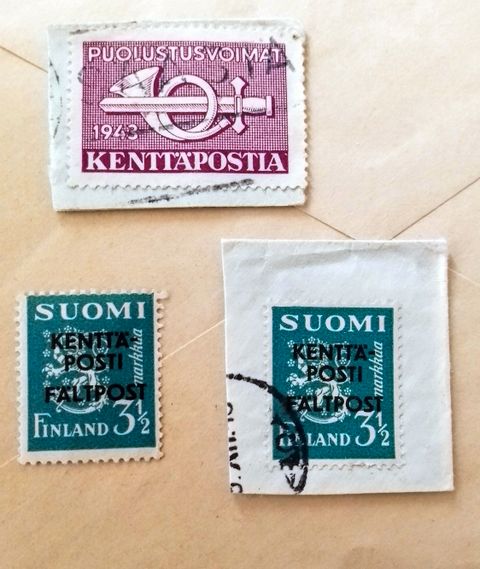 PUOLUSTUSVOIMAT
1943
KENTTÄPOSTIA
SUOMI
KENTTÄ-
POSTI
FÄLTPOST
markkaa
FINLAND 3½
SUOMI
KENTTÄ-
POSTI
FÄLTPOST
markkaa
FINLAND 3½